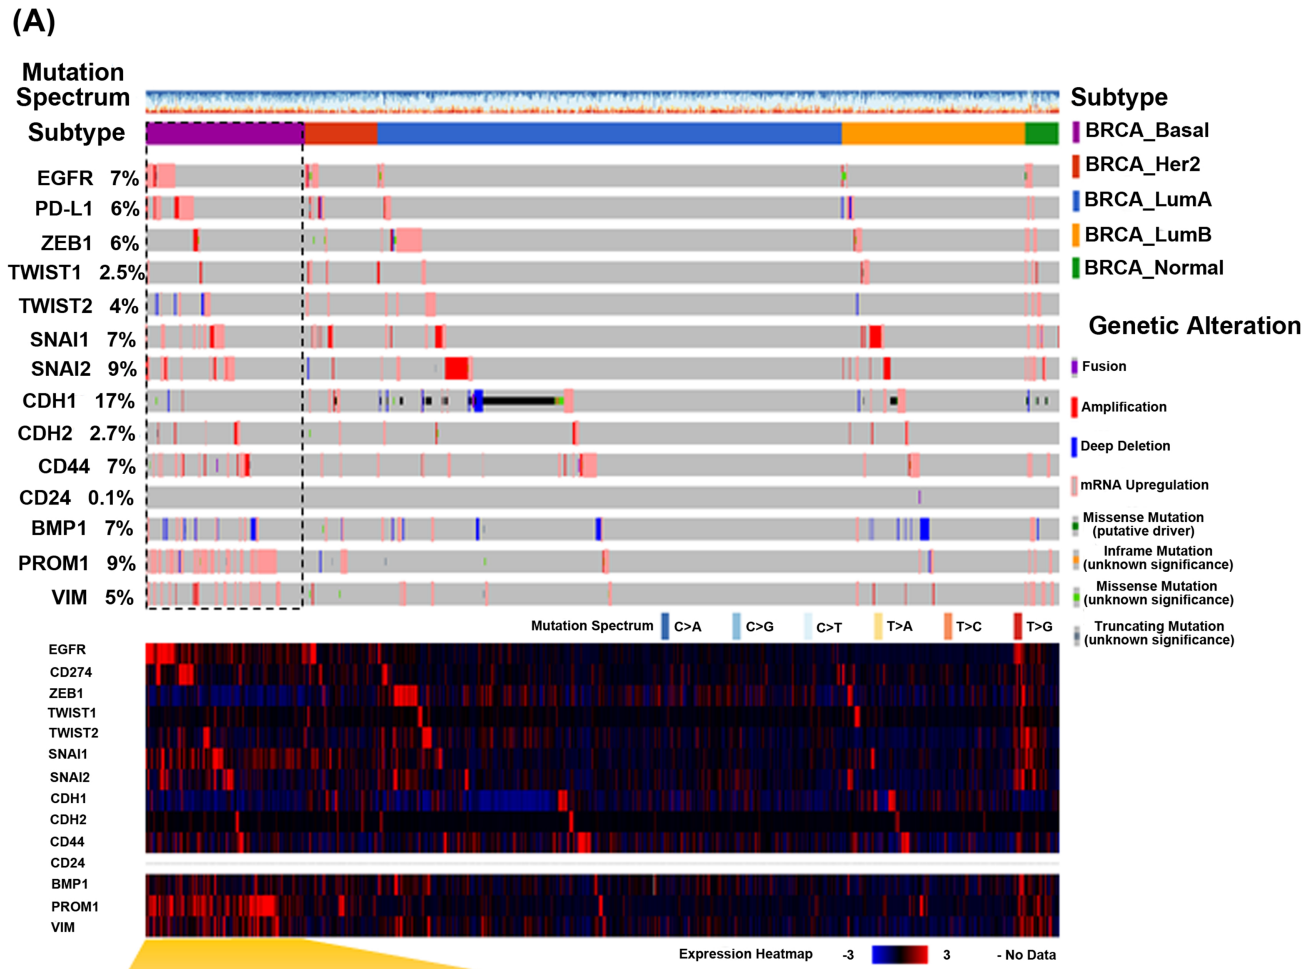 (A)
Mutation
Spectrum
Subtype
Subtype
BRCA_Basal
BRCA_Her2
BRCA_LumA
BRCA_LumB
BRCA_Normal
EGFR 7%
PD-L1 6%
ZEB1 6%
TWIST1 2.5%
TWIST2 4%
SNAI1 7%
SNAI2 9%
CDH1 17%
CDH2 2.7%
CD44 7%
CD24 0.1%
BMP1 7%
PROM1 9%
VIM 5%
Genetic Alteration
Fusion
Amplification
Deep Deletion
mRNA Upregulation
Missense Mutation
(putative driver)
Inframe Mutation
(unknown significance)
Missense Mutation
(unknown significance)
Truncating Mutation
(unknown significance)
Mutation Spectrum C>A C>G C>T T>A T>C T>G
EGFR
CD274
ZEB1
TWIST1
TWIST2
SNAI1
SNAI2
CDH1
CDH2
CD44
CD24
BMP1
PROM1
VIM
Expression Heatmap -3 3 - No Data